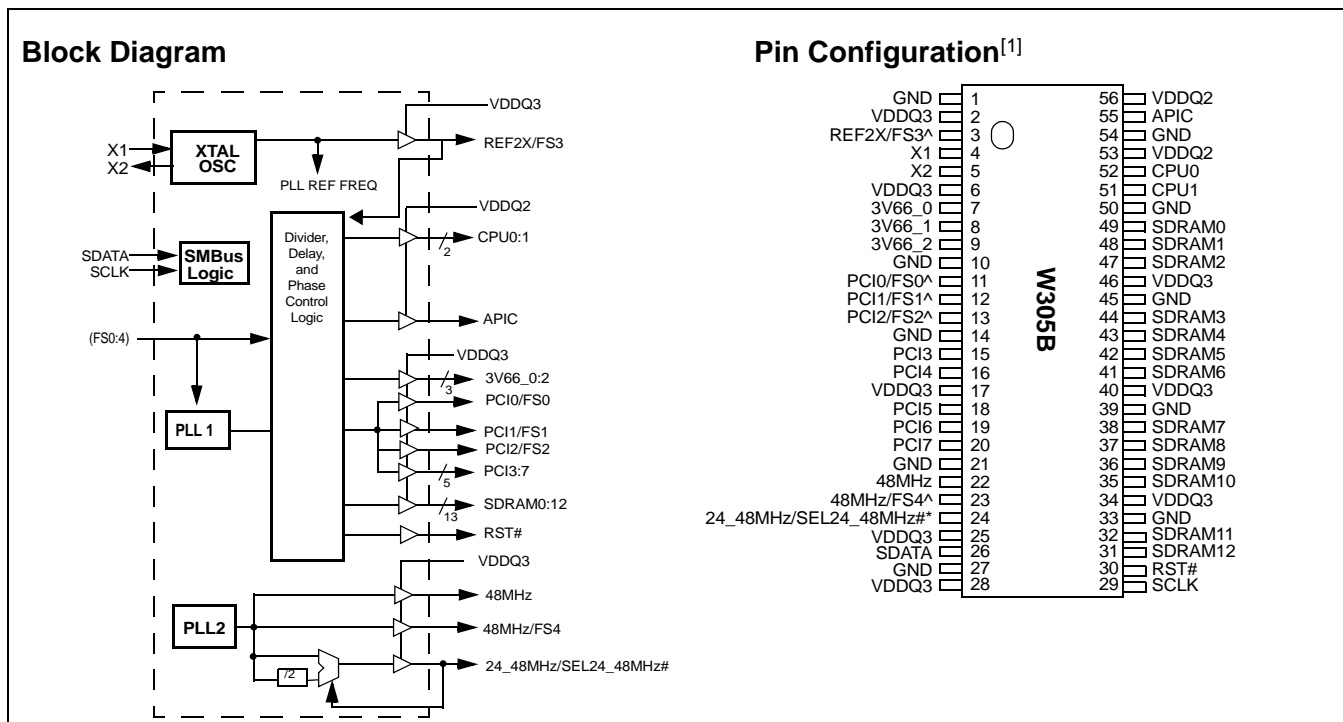 Block Diagram
VDDQ3
X1
X2
XTAL
OSC
REF2X/FS3
PLL REF FREQ
VDDQ2
SDATA
SCLK
SMBus
Logic
Divider,
Delay,
and
Phase
Control
Logic
CPU0:1
2
APIC
(FS0:4)
VDDQ3
3V66_0:2
3
PCI0/FS0
PLL 1
PCI1/FS1
PCI2/FS2
PCI3:7
5
SDRAM0:12
13
RST#
VDDQ3
PLL2
48MHz
48MHz/FS4
/2
24_48MHz/SEL24_48MHz#
Pin Configuration[1]
W305B
GND 1
VDDQ3 2
REF2X/FS3^ 3
X1 4
X2 5
VDDQ3 6
3V66_0 7
3V66_1 8
3V66_2 9
GND 10
PCI0/FS0^ 11
PCI1/FS1^ 12
PCI2/FS2^ 13
GND 14
PCI3 15
PCI4 16
VDDQ3 17
PCI5 18
PCI6 19
PCI7 20
GND 21
48MHz 22
48MHz/FS4^ 23
24_48MHz/SEL24_48MHz#* 24
VDDQ3 25
SDATA 26
GND 27
VDDQ3 28
56 VDDQ2
55 APIC
54 GND
53 VDDQ2
52 CPU0
51 CPU1
50 GND
49 SDRAM0
48 SDRAM1
47 SDRAM2
46 VDDQ3
45 GND
44 SDRAM3
43 SDRAM4
42 SDRAM5
41 SDRAM6
40 VDDQ3
39 GND
38 SDRAM7
37 SDRAM8
36 SDRAM9
35 SDRAM10
34 VDDQ3
33 GND
32 SDRAM11
31 SDRAM12
30 RST#
29 SCLK